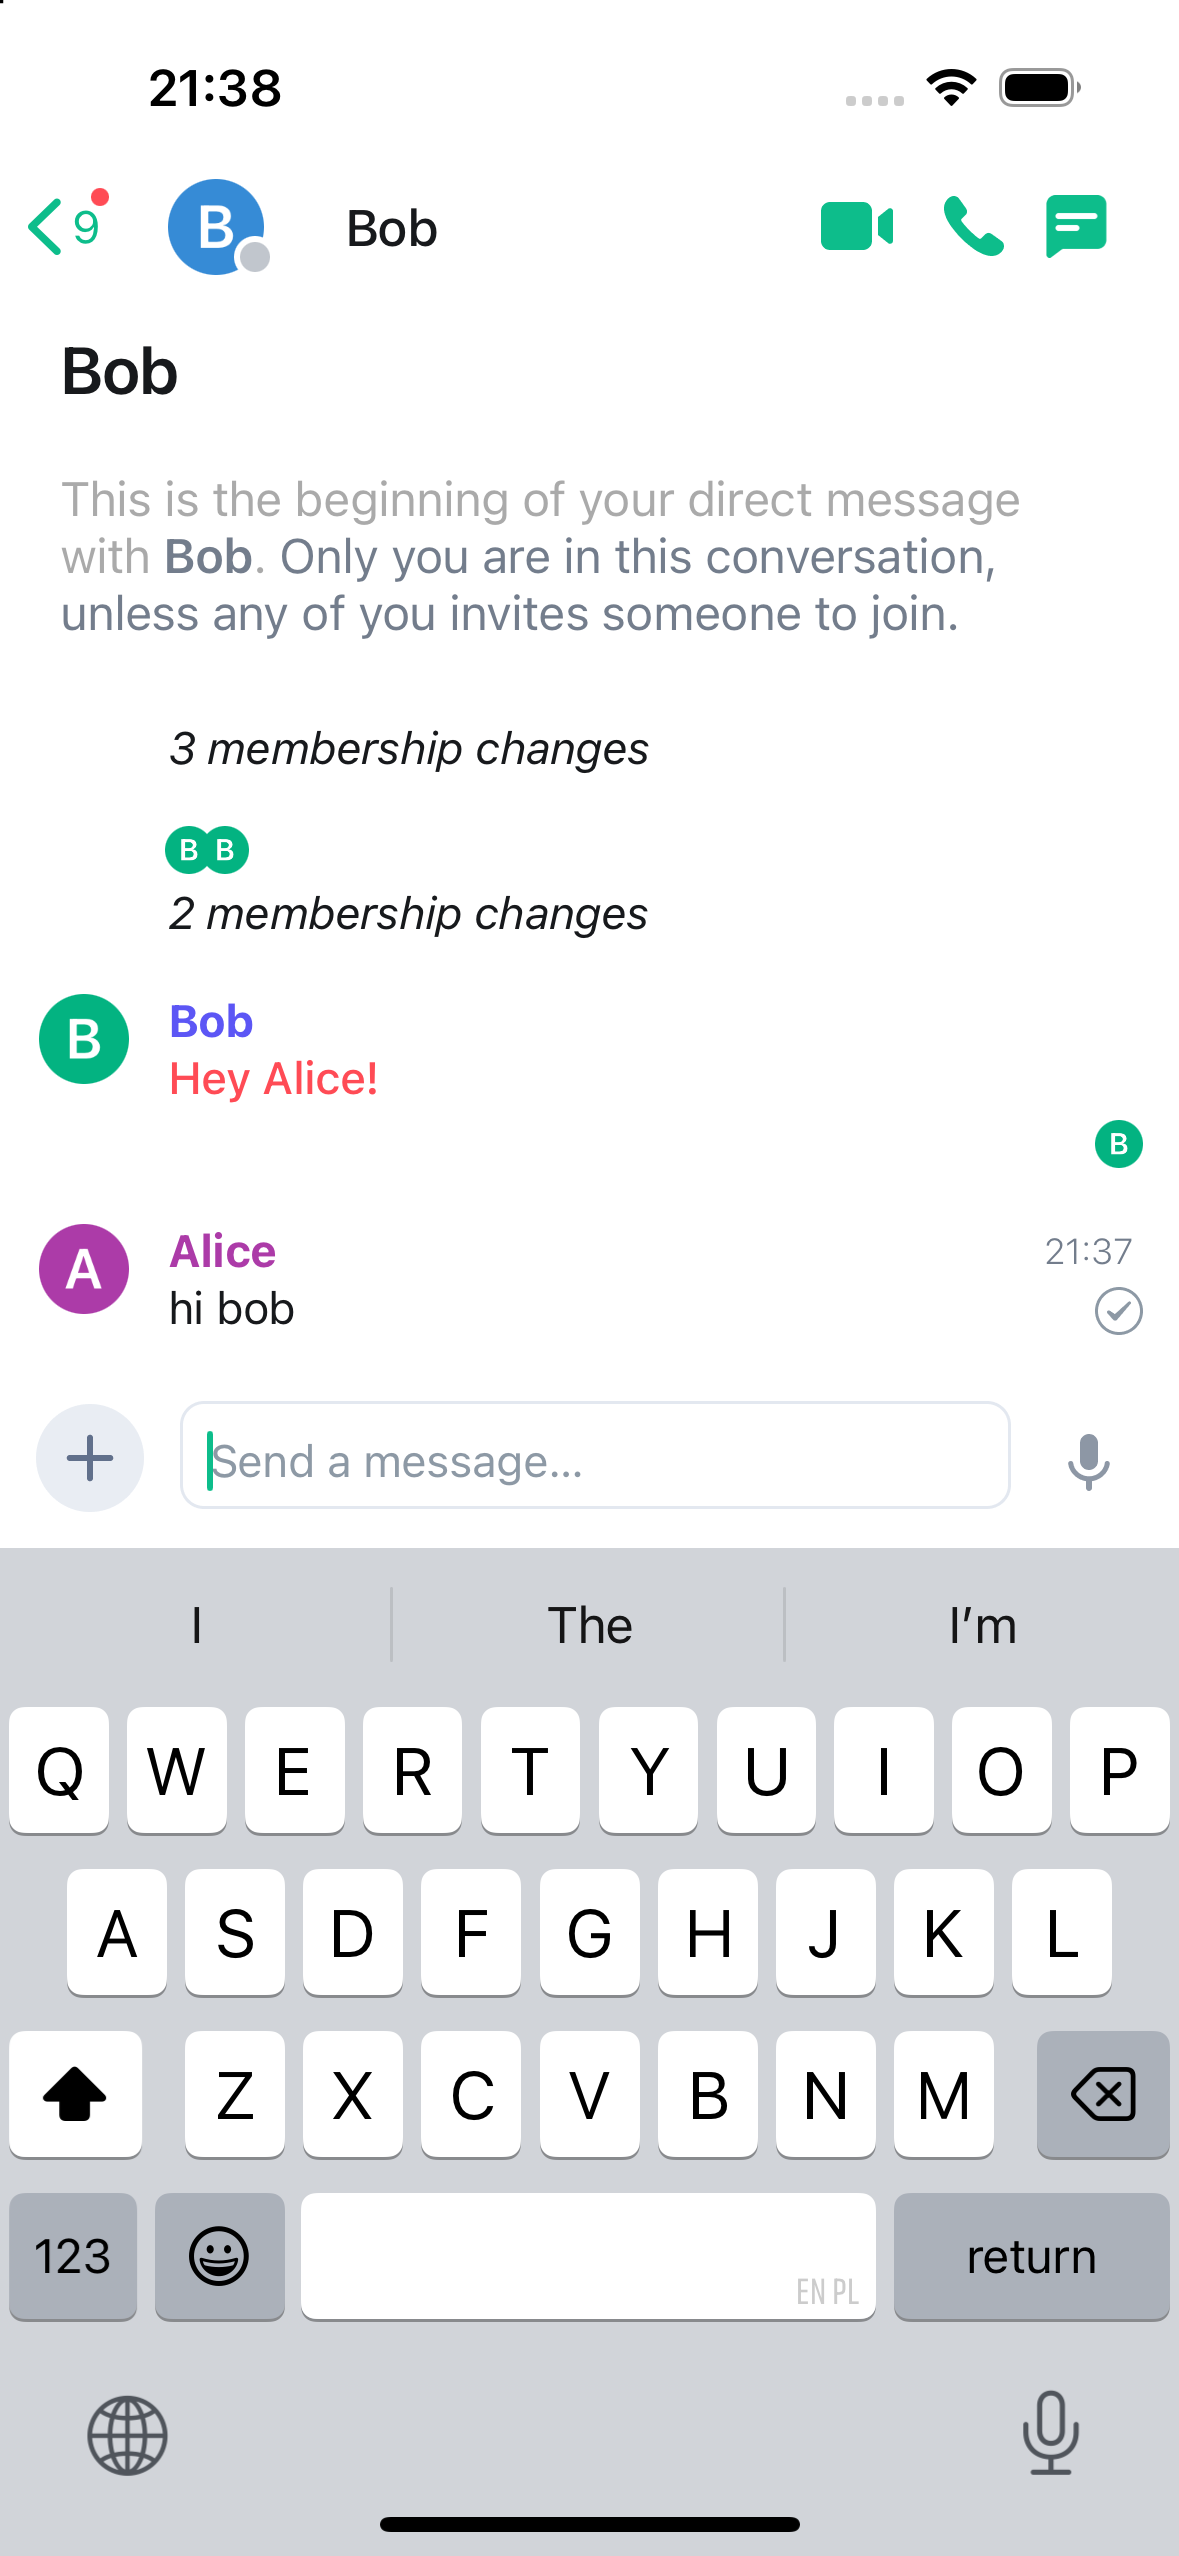 21:38
9
B
Bob
Bob
This is the beginning of your direct message
with Bob. Only you are in this conversation,
unless any of you invites someone to join.
3 membership changes
B B
2 membership changes
B
Bob
Hey Alice!
B
A
Alice
21:37
hi bob
Send a message...
I The I’m
Q W E R T Y U I O P
A S D F G H J K L
Z X C V B N M
123
EN PL
return